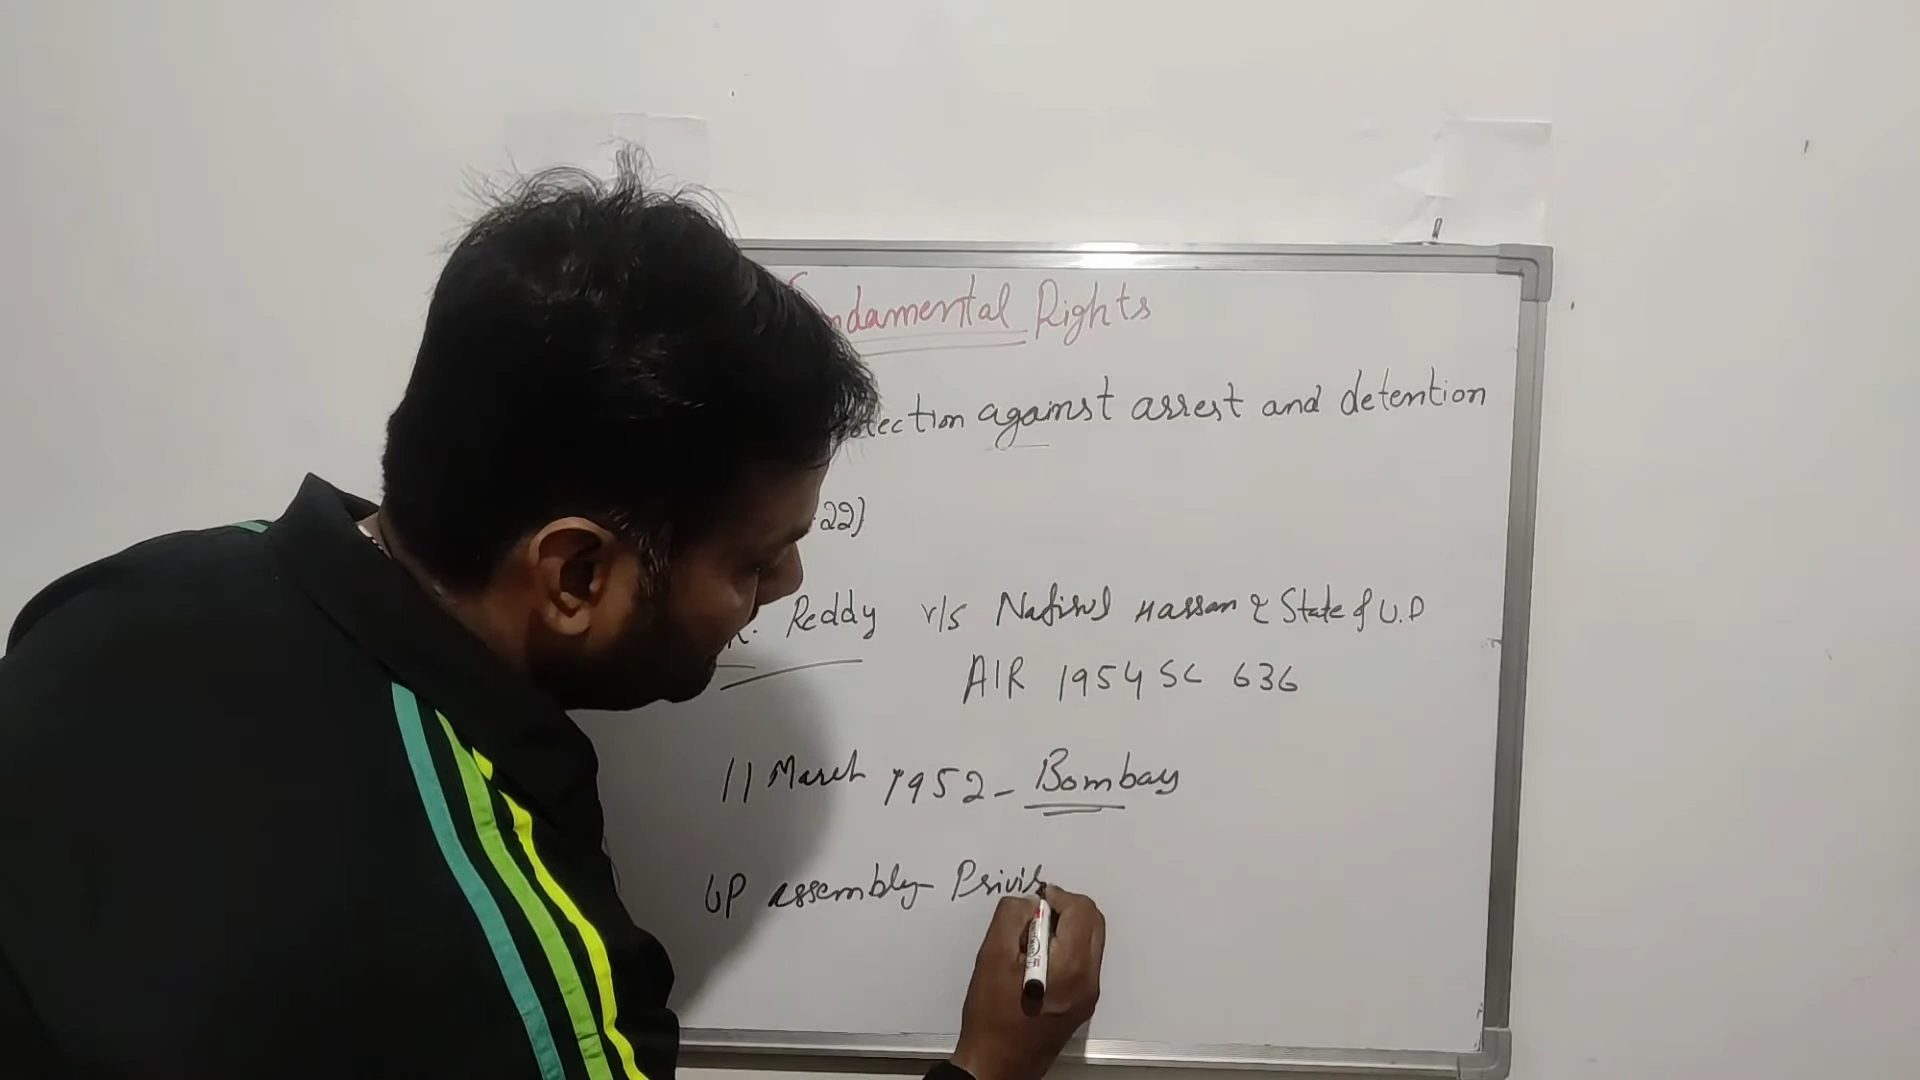 Fundamental Rights
tection against arrest and detention
22)
K. Reddy v/s Nafisul Hassan & State of U.P
AIR 1954 SC 636
11 March 1952 - Bombay
UP assembly Privil